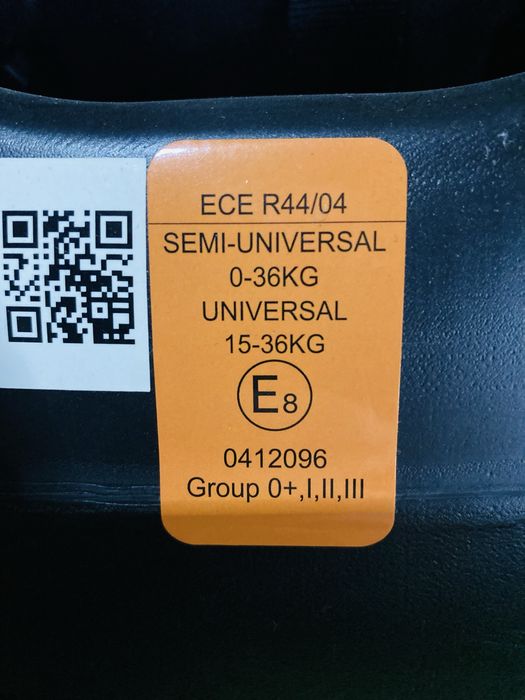 ECE R44/04
SEMI-UNIVERSAL
0-36KG
UNIVERSAL
15-36KG
E8
0412096
Group 0+,I,II,III